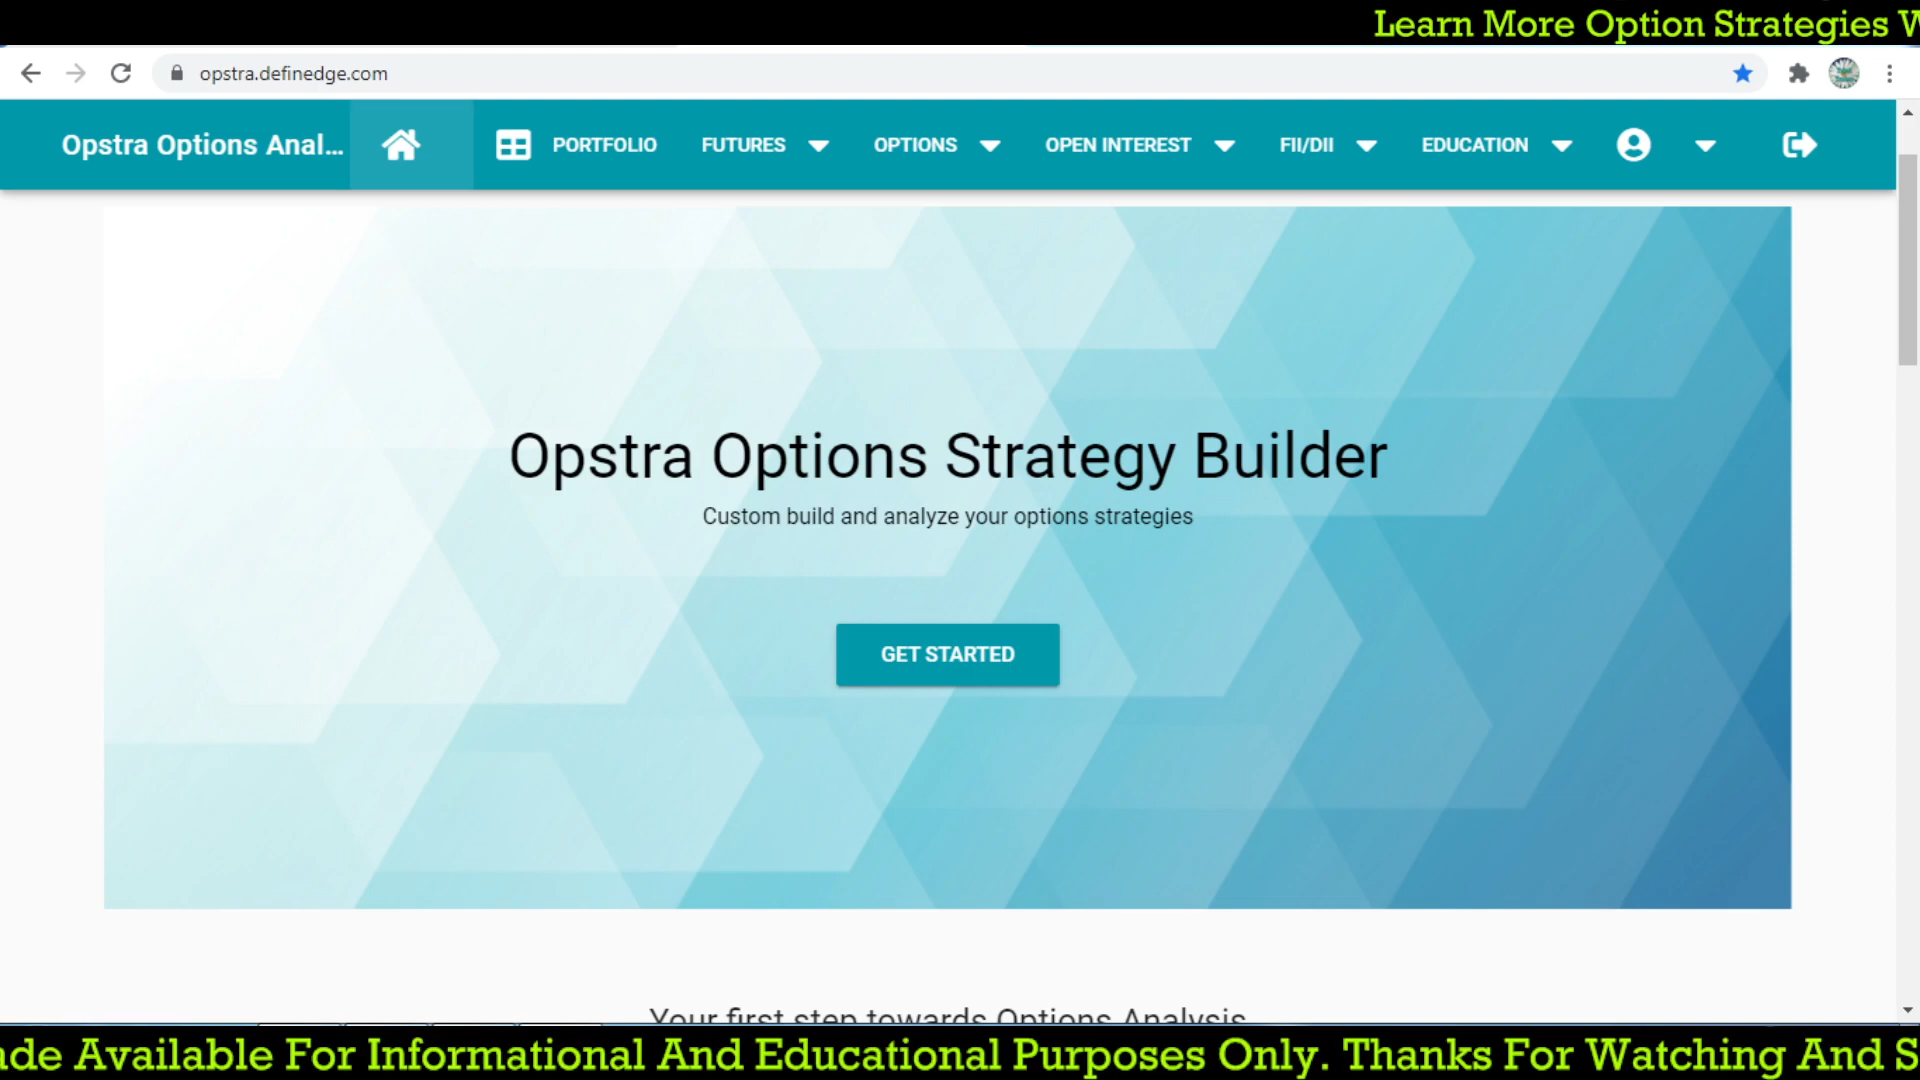 Learn More Option Strategies
opstra.definedge.com
Opstra Options Anal... PORTFOLIO FUTURES OPTIONS OPEN INTEREST FII/DII EDUCATION
Opstra Options Strategy Builder
Custom build and analyze your options strategies
GET STARTED
Your first step towards Options Analysis
Available For Informational And Educational Purposes Only. Thanks For Watching And